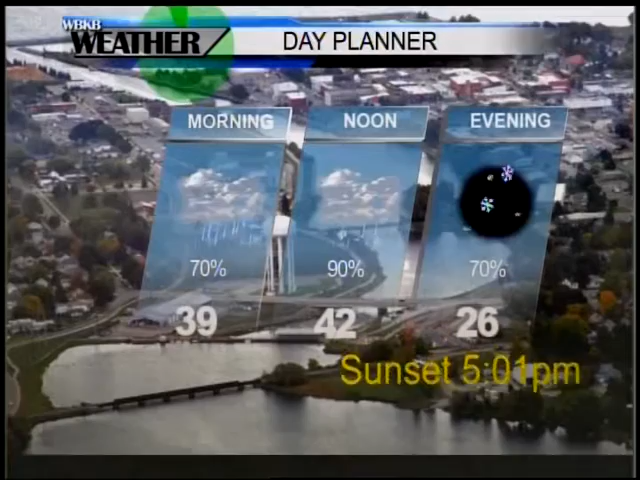 WBKB
WEATHER
DAY PLANNER
MORNING NOON EVENING
70% 90% 70%
39 42 26
Sunset 5:01pm